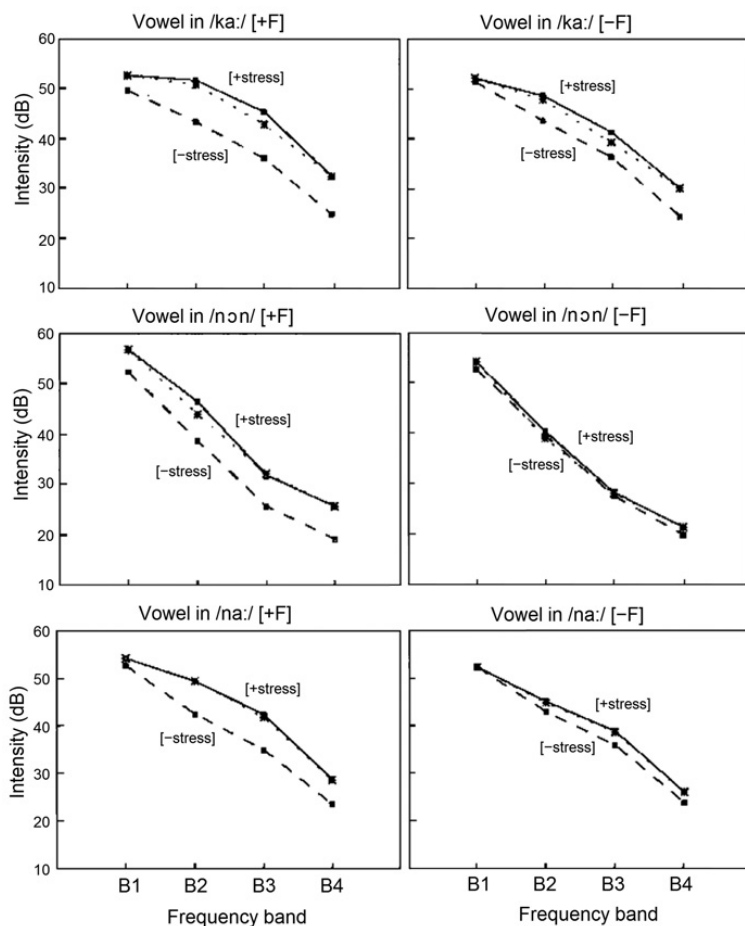 Vowel in /ka:/ [+F]
60
50
40
30
20
10
Intensity (dB)
[+stress]
[−stress]
Vowel in /ka:/ [−F]
[+stress]
[−stress]
Vowel in /nɔn/ [+F]
60
50
40
30
20
10
Intensity (dB)
[+stress]
[−stress]
Vowel in /nɔn/ [−F]
[+stress]
[−stress]
Vowel in /na:/ [+F]
60
50
40
30
20
10
Intensity (dB)
[+stress]
[−stress]
B1 B2 B3 B4
Frequency band
Vowel in /na:/ [−F]
[+stress]
[−stress]
B1 B2 B3 B4
Frequency band